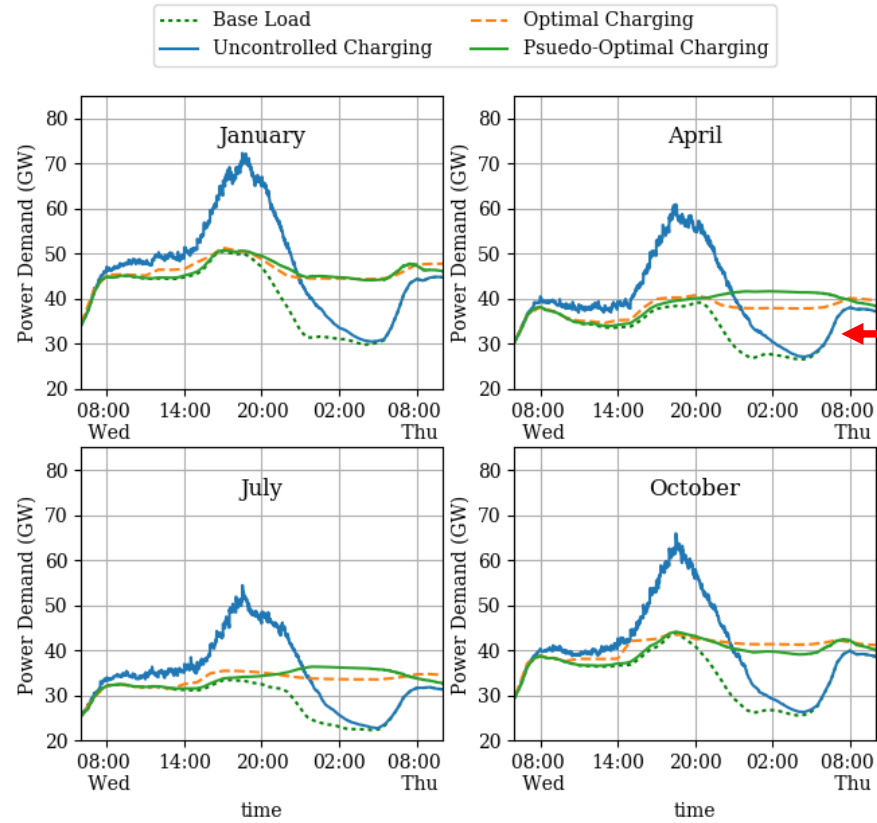 Base Load
Uncontrolled Charging
Optimal Charging
Psuedo-Optimal Charging
January
Power Demand (GW)
80
70
60
50
40
30
20
08:00 14:00 20:00 02:00 08:00
Wed Thu
April
Power Demand (GW)
80
70
60
50
40
30
20
08:00 14:00 20:00 02:00 08:00
Wed Thu
July
Power Demand (GW)
80
70
60
50
40
30
20
08:00 14:00 20:00 02:00 08:00
Wed Thu
time
October
Power Demand (GW)
80
70
60
50
40
30
20
08:00 14:00 20:00 02:00 08:00
Wed Thu
time